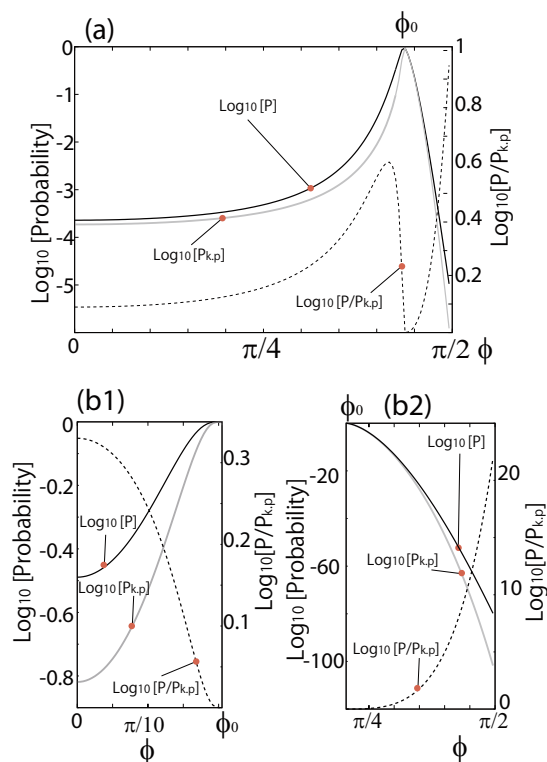 (a)
ϕ₀
0
-1
-2
-3
-4
-5
Log₁₀ [Probability]
1
0.8
0.6
0.4
0.2
Log₁₀[P/Pₖ.ₚ]
Log₁₀ [P]
Log₁₀[Pₖ.ₚ]
Log₁₀[P/Pₖ.ₚ]
0
π/4
π/2 ϕ
(b1)
0
-0.2
-0.4
-0.6
-0.8
Log₁₀ [Probability]
0.3
0.2
0.1
0
Log₁₀[P/Pₖ.ₚ]
Log₁₀ [P]
Log₁₀[Pₖ.ₚ]
Log₁₀ [P/Pₖ.ₚ]
0
π/10
ϕ₀
ϕ
(b2)
ϕ₀
-20
-60
-100
Log₁₀ [Probability]
20
10
0
Log₁₀[P/Pₖ.ₚ]
Log₁₀ [P]
Log₁₀[Pₖ.ₚ]
Log₁₀ [P/Pₖ.ₚ]
π/4
π/2
ϕ